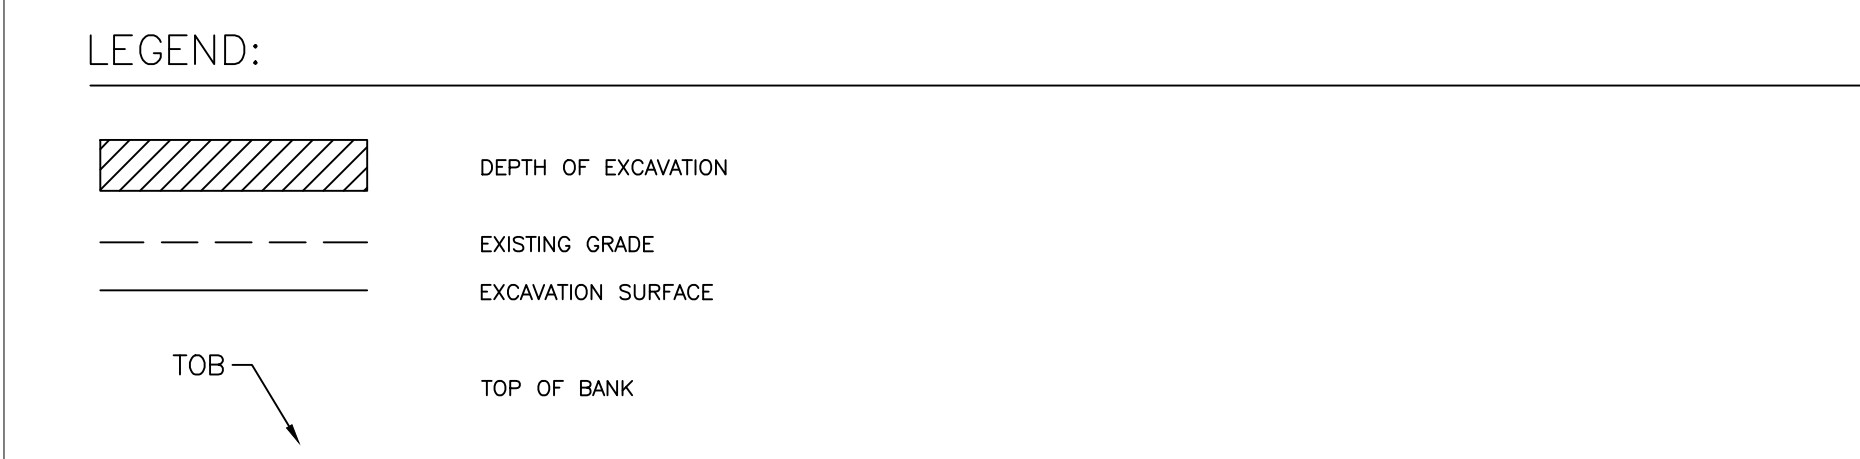 LEGEND:
DEPTH OF EXCAVATION
EXISTING GRADE
EXCAVATION SURFACE
TOB
TOP OF BANK